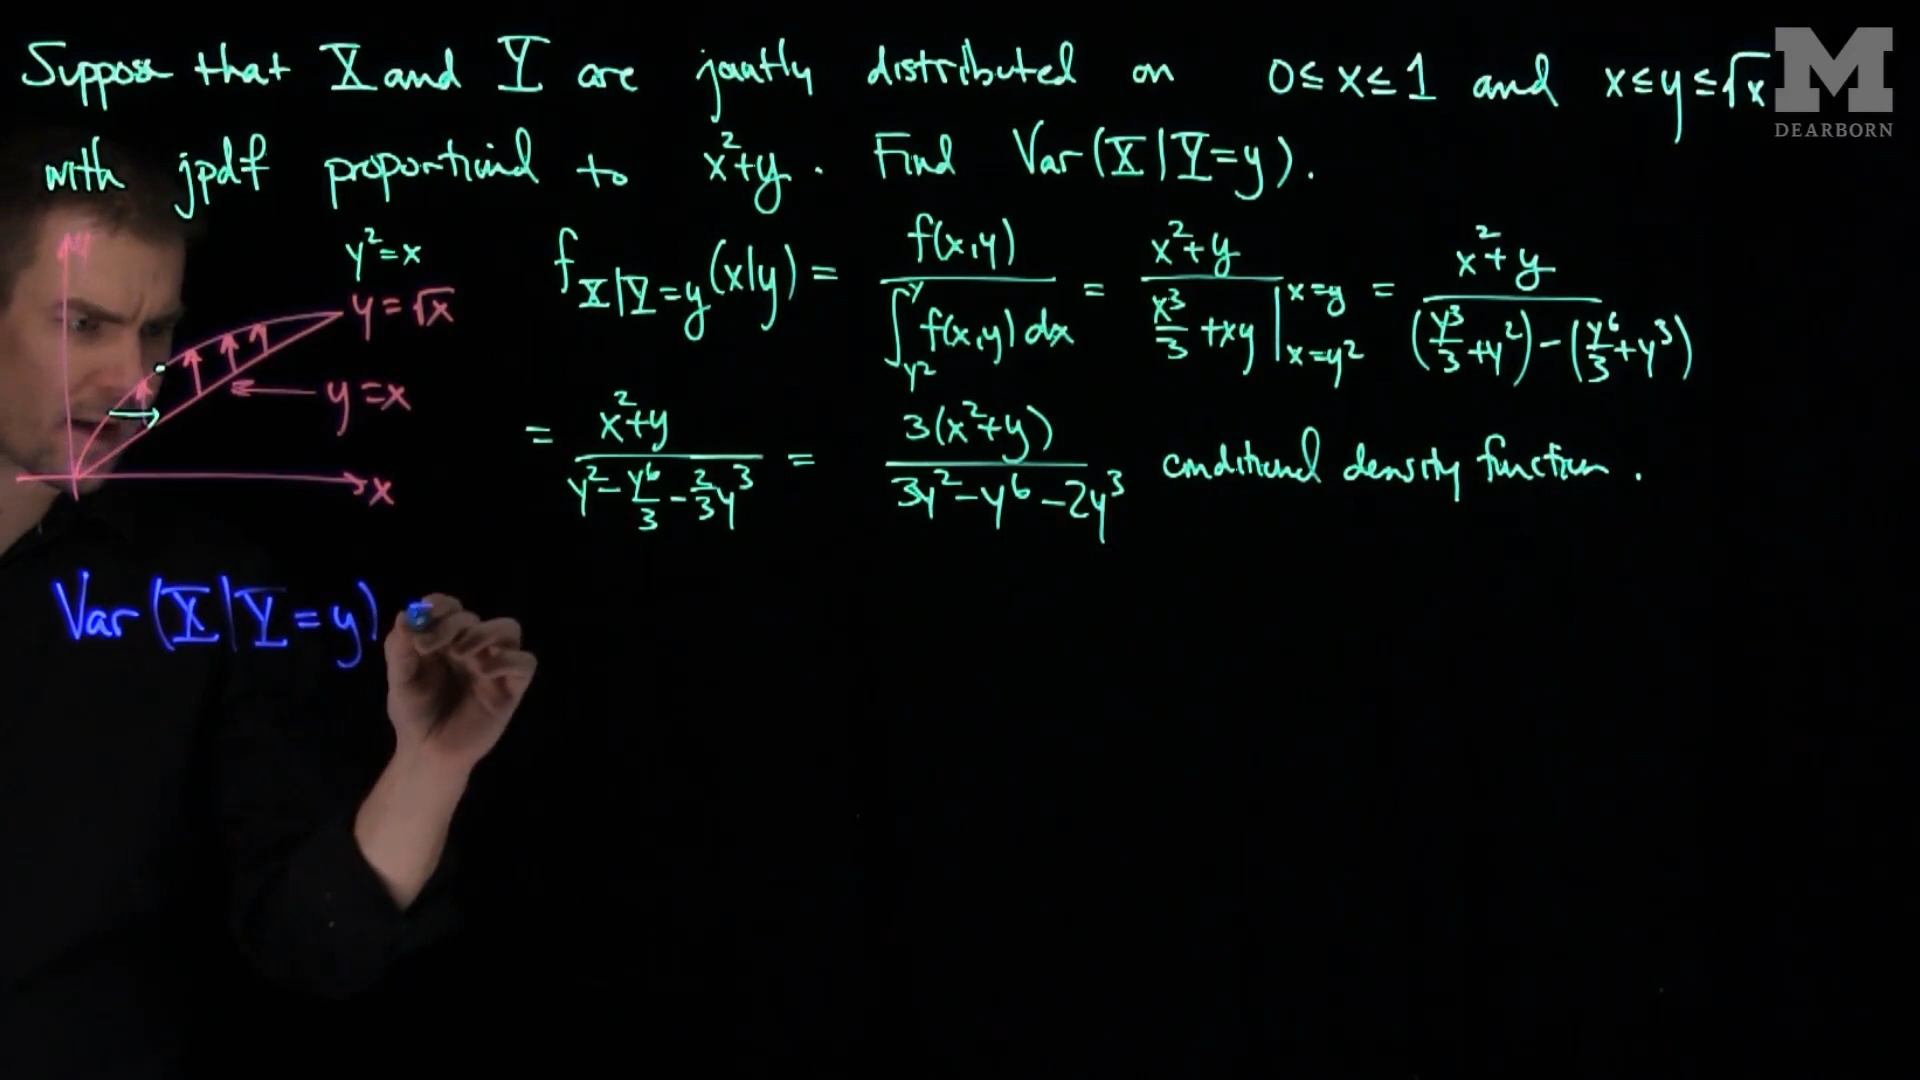 Suppose that X and Y are jointly distributed on 0≤x≤1 and x≤y≤√x
with jpdf proportional to x²+y. Find Var(X|Y=y).
M
DEARBORN
y
y²=x
y=√x
y=x
x
f_{X|Y=y}(x|y) = f(x,y) / ∫_{y²}^{y} f(x,y) dx = (x²+y) / (x³/3 + xy |_{x=y²}^{x=y}) = (x²+y) / ((y³/3 + y²) - (y⁶/3 + y³))
= (x²+y) / (y² - y⁶/3 - 2/3 y³) = 3(x²+y) / (3y² - y⁶ - 2y³) conditional density function.
Var(X|Y=y) =